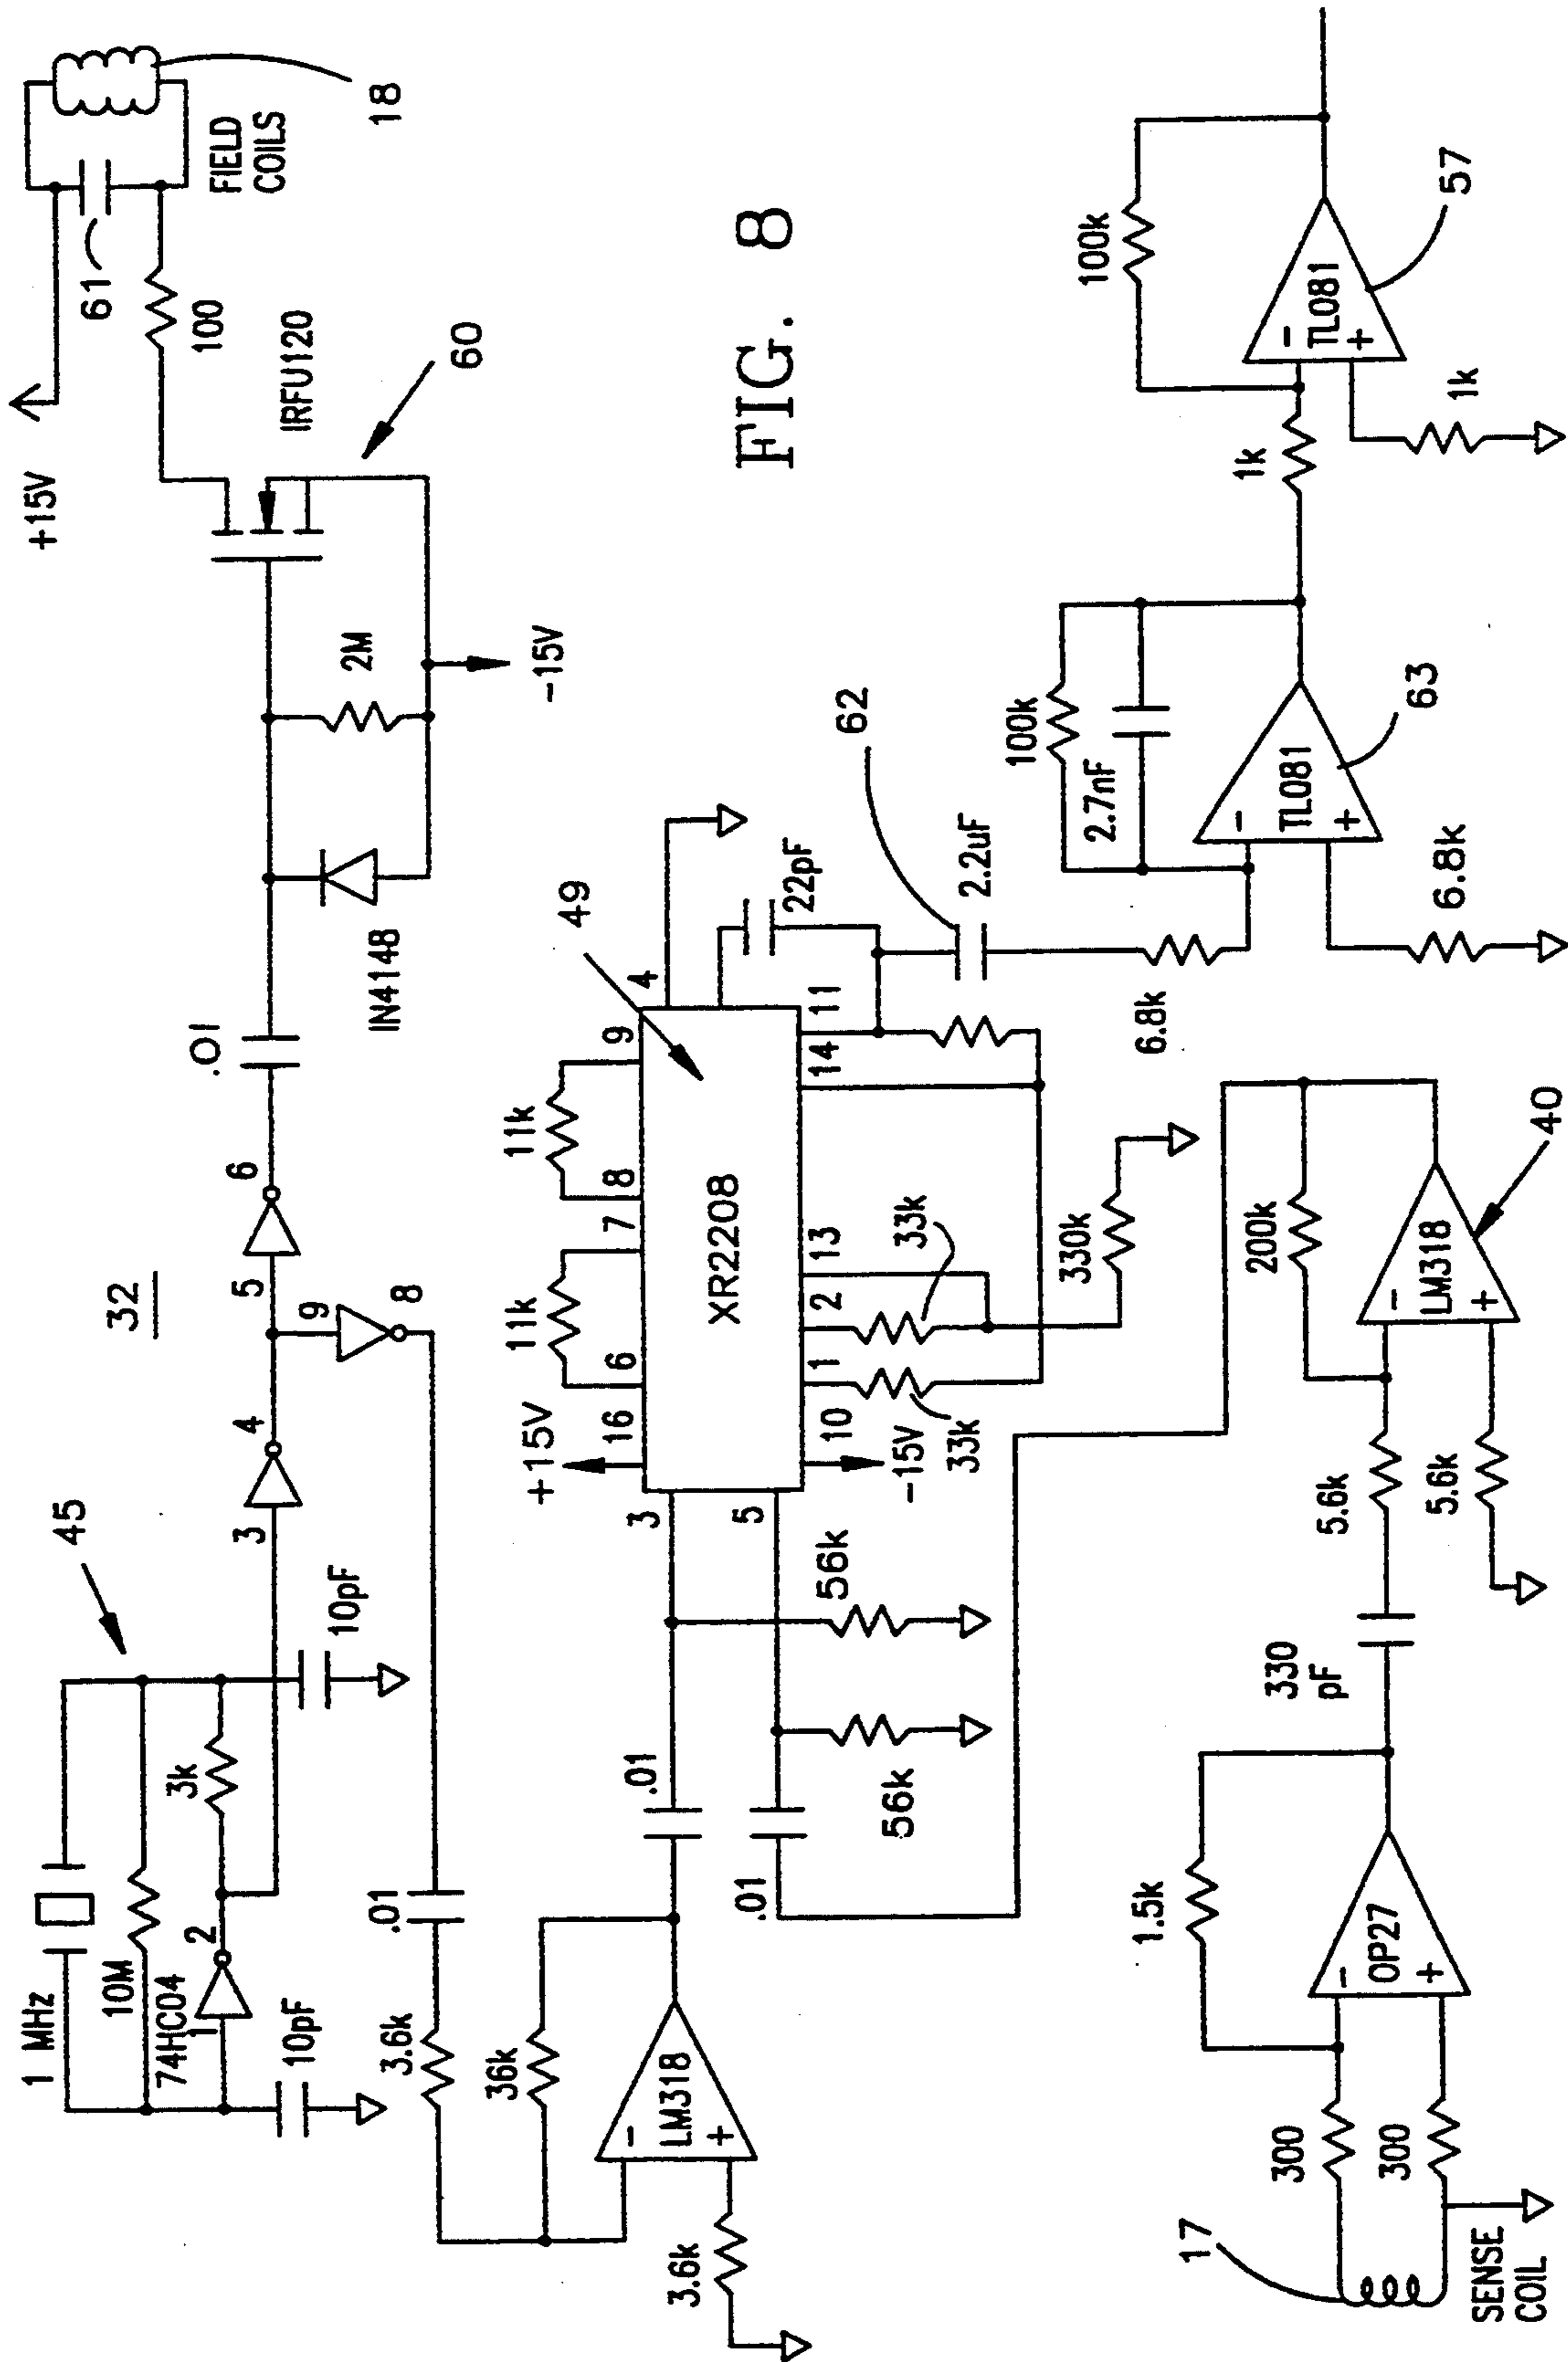 +15V
61
100
FIELD
COILS
18
IRFU120
60
2M
-15V
IN4148
.01
6
5
32
9
8
4
3
45
1 MHz
10M
74HC04
1
2
3k
10pF
10pF
.01
3.6k
36k
LM318
-
+
3.6k
.01
.01
56k
56k
3
5
+15V
16
6
11k
7
8
11k
9
4
49
XR2208
10
1
2
13
14
11
-15V
33k
33k
330k
22pF
62
2.2uF
6.8k
100k
2.7nF
-
TL081
+
63
6.8k
FIG. 8
1k
100k
-
TL081
+
57
1k
17
SENSE
COIL
300
300
1.5k
-
OP27
+
330
pF
5.6k
5.6k
200k
-
LM318
+
40